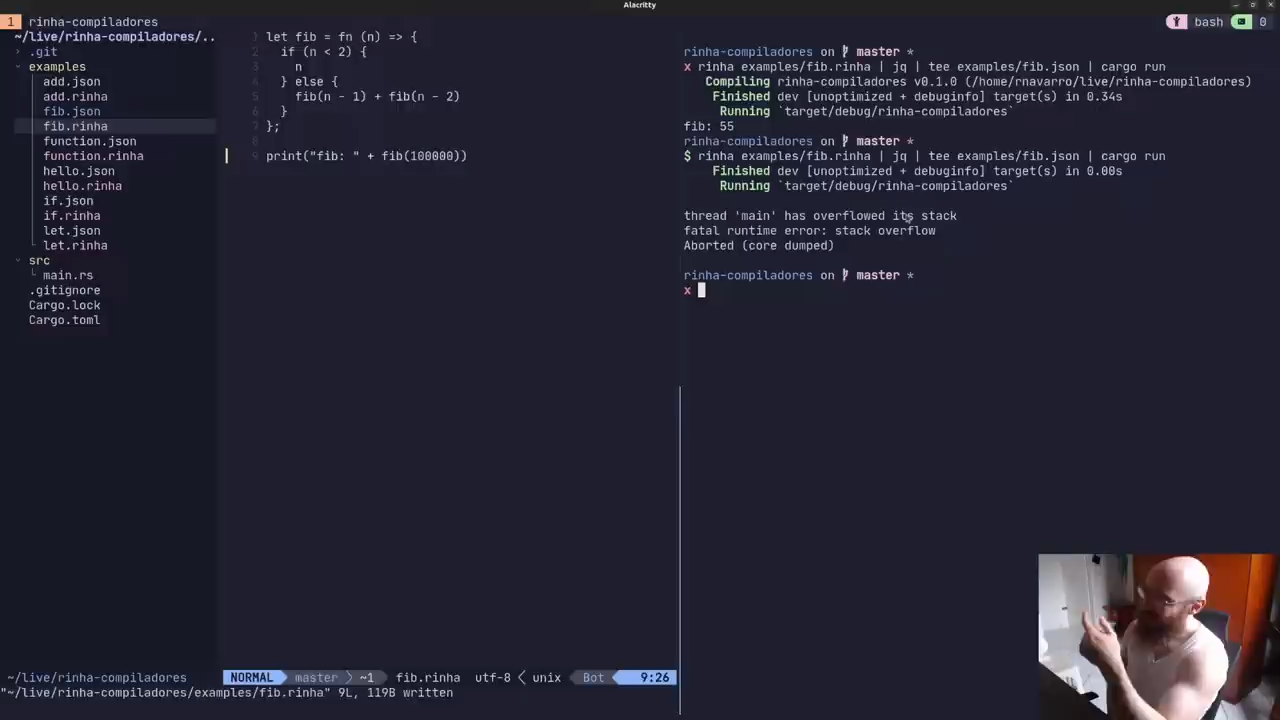 Alacritty
1 rinha-compiladores
bash 0
~/live/rinha-compiladores/..
.git
examples
add.json
add.rinha
fib.json
fib.rinha
function.json
function.rinha
hello.json
hello.rinha
if.json
if.rinha
let.json
let.rinha
src
main.rs
.gitignore
Cargo.lock
Cargo.toml
1 let fib = fn (n) => {
2 if (n < 2) {
3 n
4 } else {
5 fib(n - 1) + fib(n - 2)
6 }
7 };
8
9 print("fib: " + fib(100000))
rinha-compiladores on master *
x rinha examples/fib.rinha | jq | tee examples/fib.json | cargo run
Compiling rinha-compiladores v0.1.0 (/home/rnavarro/live/rinha-compiladores)
Finished dev [unoptimized + debuginfo] target(s) in 0.34s
Running `target/debug/rinha-compiladores`
fib: 55
rinha-compiladores on master *
$ rinha examples/fib.rinha | jq | tee examples/fib.json | cargo run
Finished dev [unoptimized + debuginfo] target(s) in 0.00s
Running `target/debug/rinha-compiladores`
thread 'main' has overflowed its stack
fatal runtime error: stack overflow
Aborted (core dumped)
rinha-compiladores on master *
x
~/live/rinha-compiladores
NORMAL master ~1 fib.rinha utf-8 < unix Bot 9:26
"~/live/rinha-compiladores/examples/fib.rinha" 9L, 119B written